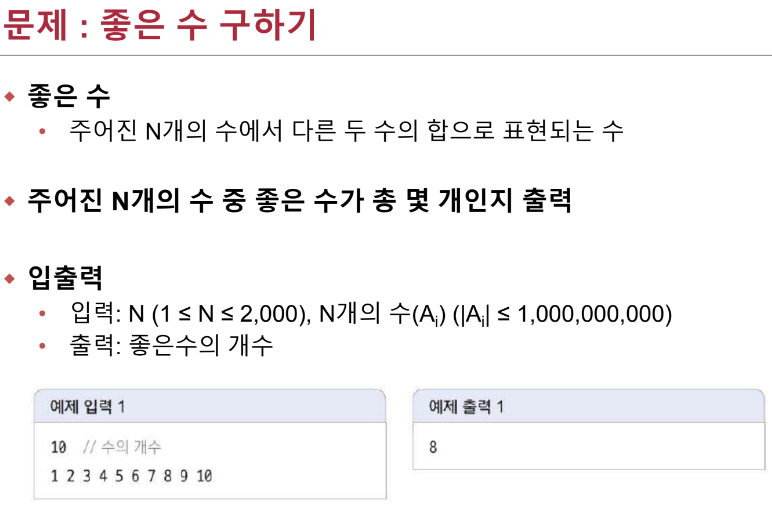 문제 : 좋은 수 구하기
◆ 좋은 수
• 주어진 N개의 수에서 다른 두 수의 합으로 표현되는 수
◆ 주어진 N개의 수 중 좋은 수가 총 몇 개인지 출력
◆ 입출력
• 입력: N (1 ≤ N ≤ 2,000), N개의 수(Aᵢ) (|Aᵢ| ≤ 1,000,000,000)
• 출력: 좋은수의 개수
예제 입력 1
10 // 수의 개수
1 2 3 4 5 6 7 8 9 10
예제 출력 1
8